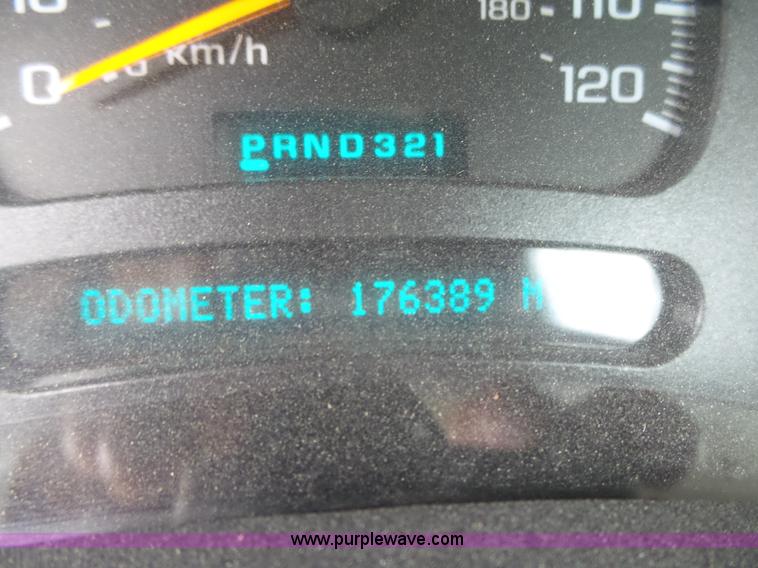 180 110
0 km/h 120
PRND321
ODOMETER: 176389 M
www.purplewave.com